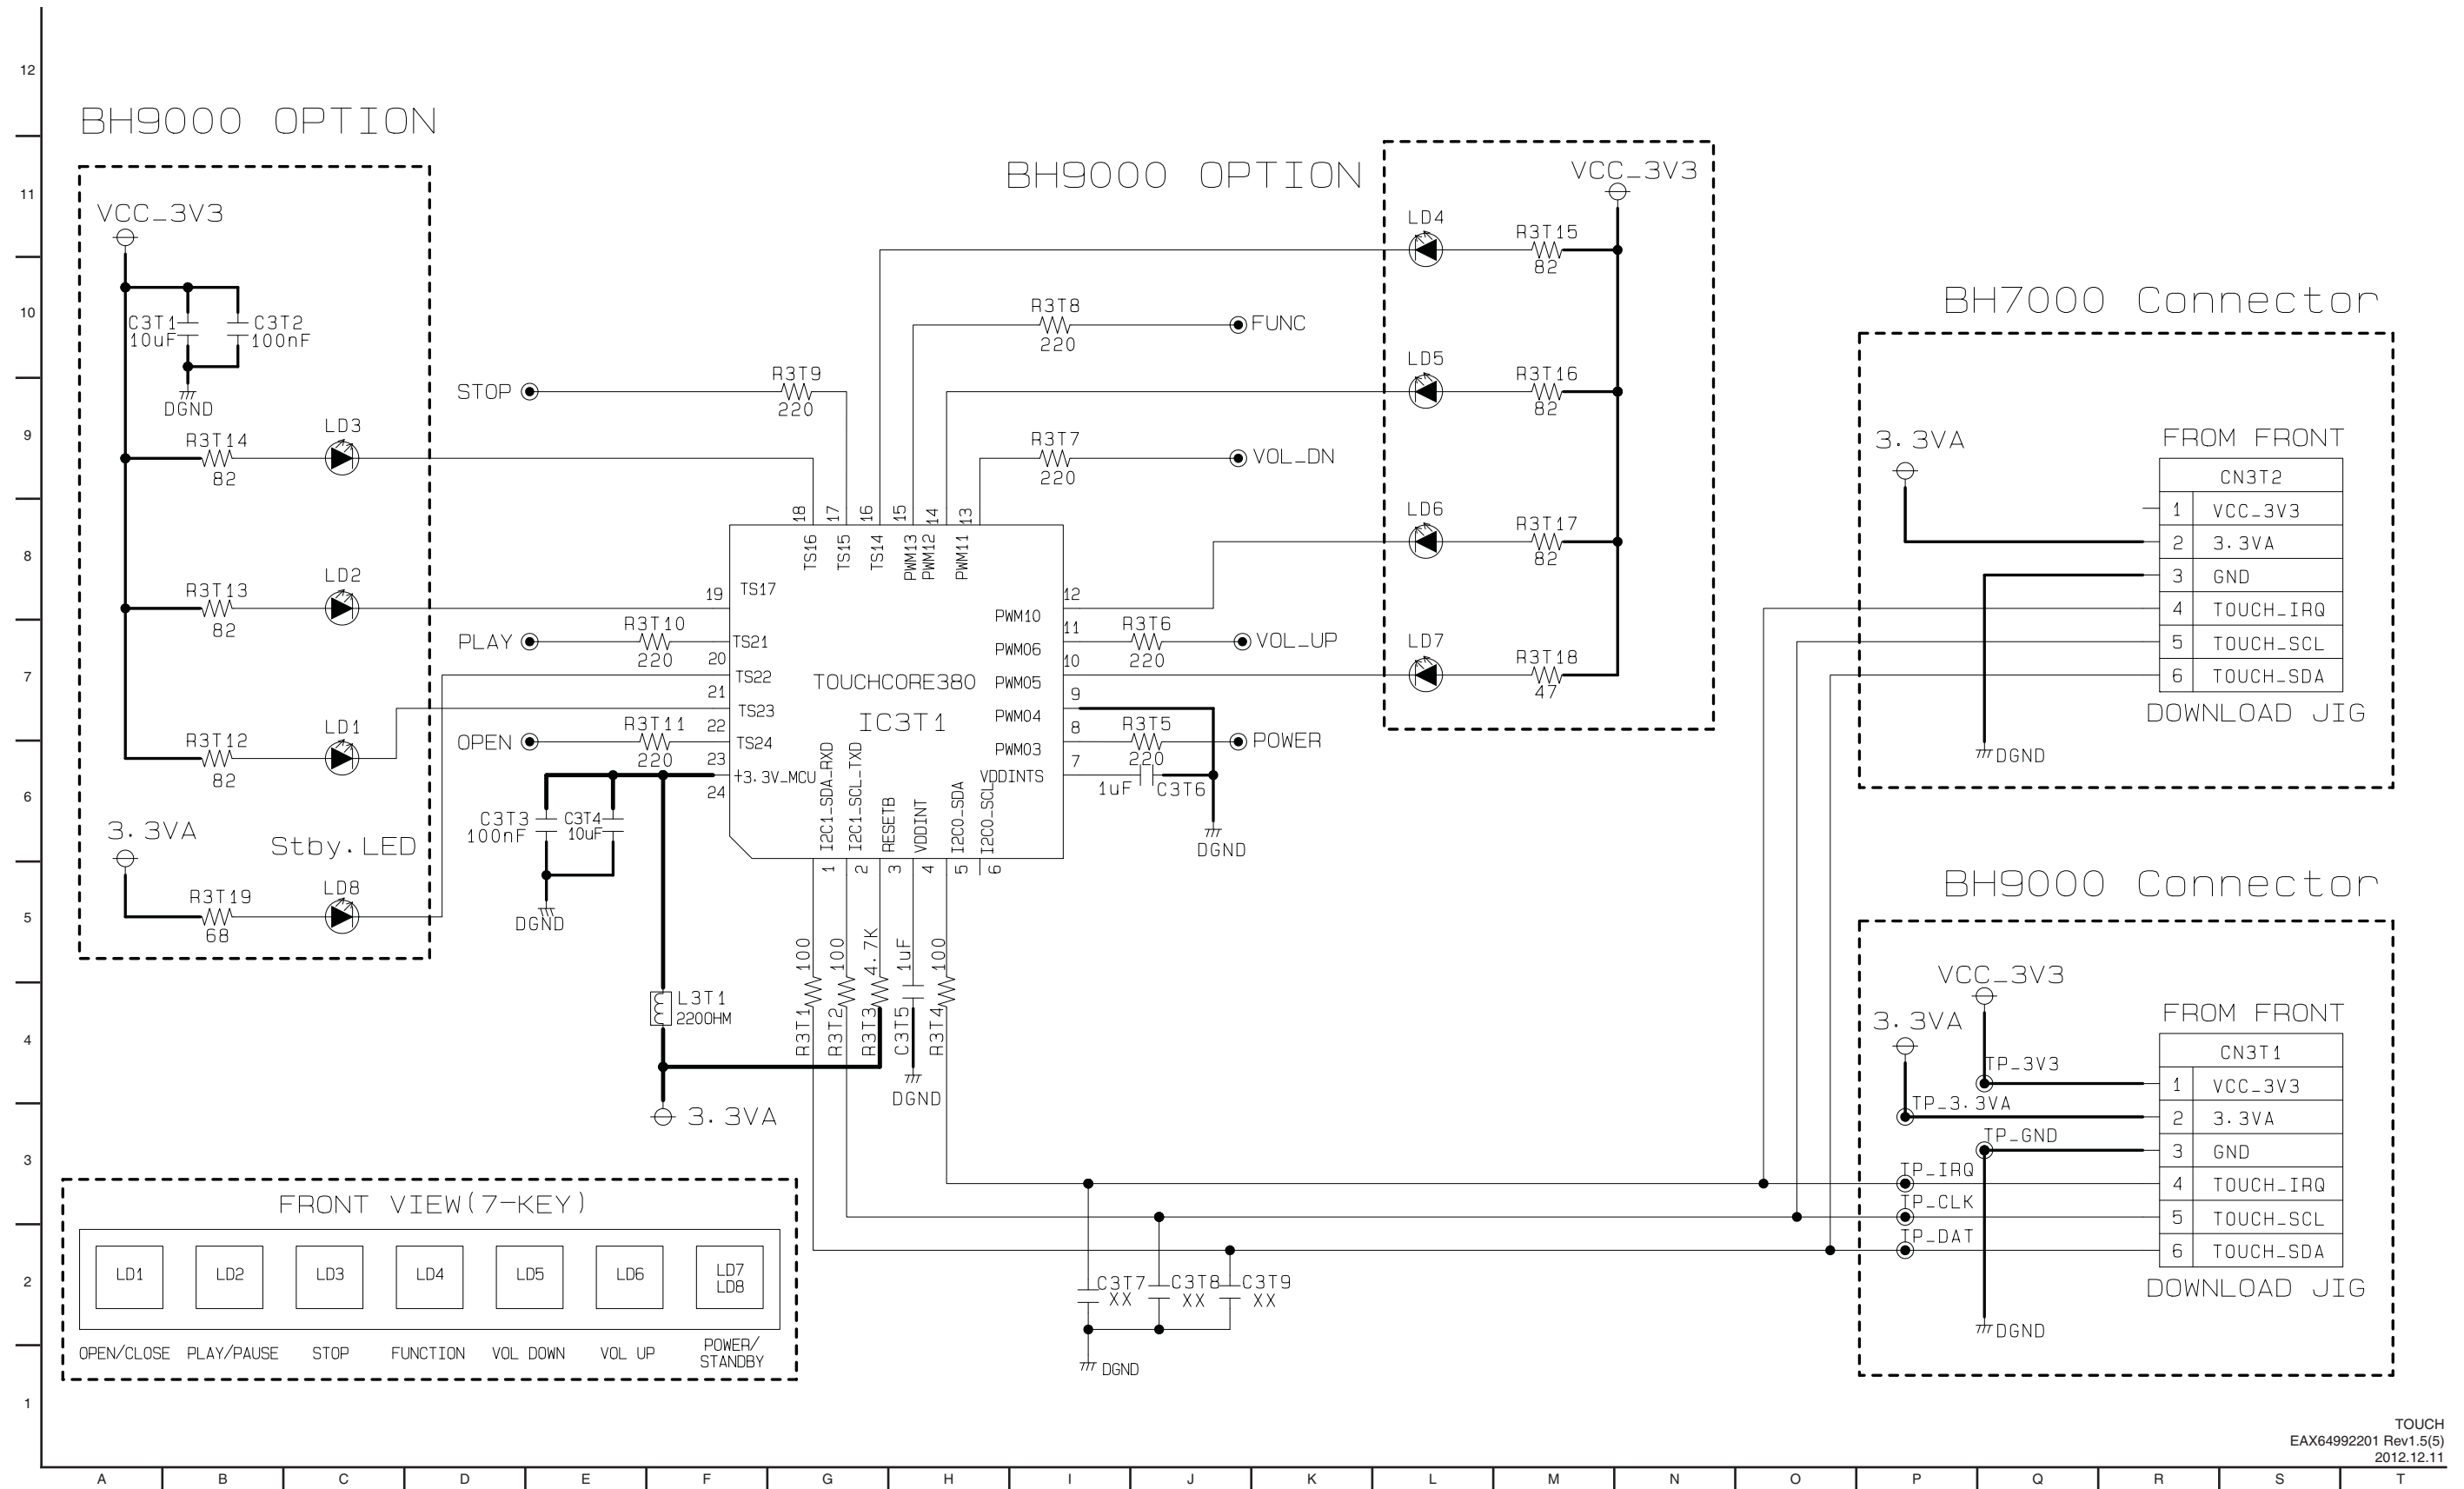 12
BH9000 OPTION
BH9000 OPTION
11
VCC_3V3
VCC_3V3
LD4
R3T15
82
10
C3T1
10uF
C3T2
100nF
DGND
R3T8
220
FUNC
BH7000 Connector
STOP
R3T9
220
LD5
R3T16
82
9
R3T14
82
LD3
R3T7
220
VOL_DN
3.3VA
FROM FRONT
CN3T2
1 VCC_3V3
2 3.3VA
3 GND
4 TOUCH_IRQ
5 TOUCH_SCL
6 TOUCH_SDA
DOWNLOAD JIG
DGND
18 17 16 15 14 13
TS16 TS15 TS14 PWM13 PWM12 PWM11
LD6
R3T17
82
8
R3T13
82
LD2
19 TS17
12
PWM10
PLAY
R3T10
220
TS21
20
11
PWM06
R3T6
220
VOL_UP
LD7
R3T18
47
7
TS22
21
TOUCHCORE380
10
PWM05
TS23
22
IC3T1
9
PWM04
R3T12
82
LD1
OPEN
R3T11
220
TS24
23
8
PWM03
R3T5
220
POWER
+3.3V_MCU
24
VDDINTS
7
1uF
C3T6
DGND
6
I2C1_SDA_RXD
I2C1_SCL_TXD
RESETB
VDDINT
I2C0_SDA
I2C0_SCL
1 2 3 4 5 6
C3T3
100nF
C3T4
10uF
DGND
3.3VA
Stby.LED
5
R3T19
68
LD8
BH9000 Connector
R3T1 100
R3T2 100
R3T3 4.7K
C3T5 1uF
R3T4 100
DGND
4
L3T1
2200HM
3.3VA
VCC_3V3
3.3VA
TP_3V3
TP_3.3VA
TP_GND
TP_IRQ
TP_CLK
TP_DAT
FROM FRONT
CN3T1
1 VCC_3V3
2 3.3VA
3 GND
4 TOUCH_IRQ
5 TOUCH_SCL
6 TOUCH_SDA
DOWNLOAD JIG
DGND
3
FRONT VIEW(7-KEY)
2
LD1 LD2 LD3 LD4 LD5 LD6 LD7
LD8
OPEN/CLOSE PLAY/PAUSE STOP FUNCTION VOL DOWN VOL UP POWER/
STANDBY
C3T7
XX
C3T8
XX
C3T9
XX
DGND
1
TOUCH
EAX64992201 Rev1.5(5)
2012.12.11
A B C D E F G H I J K L M N O P Q R S T